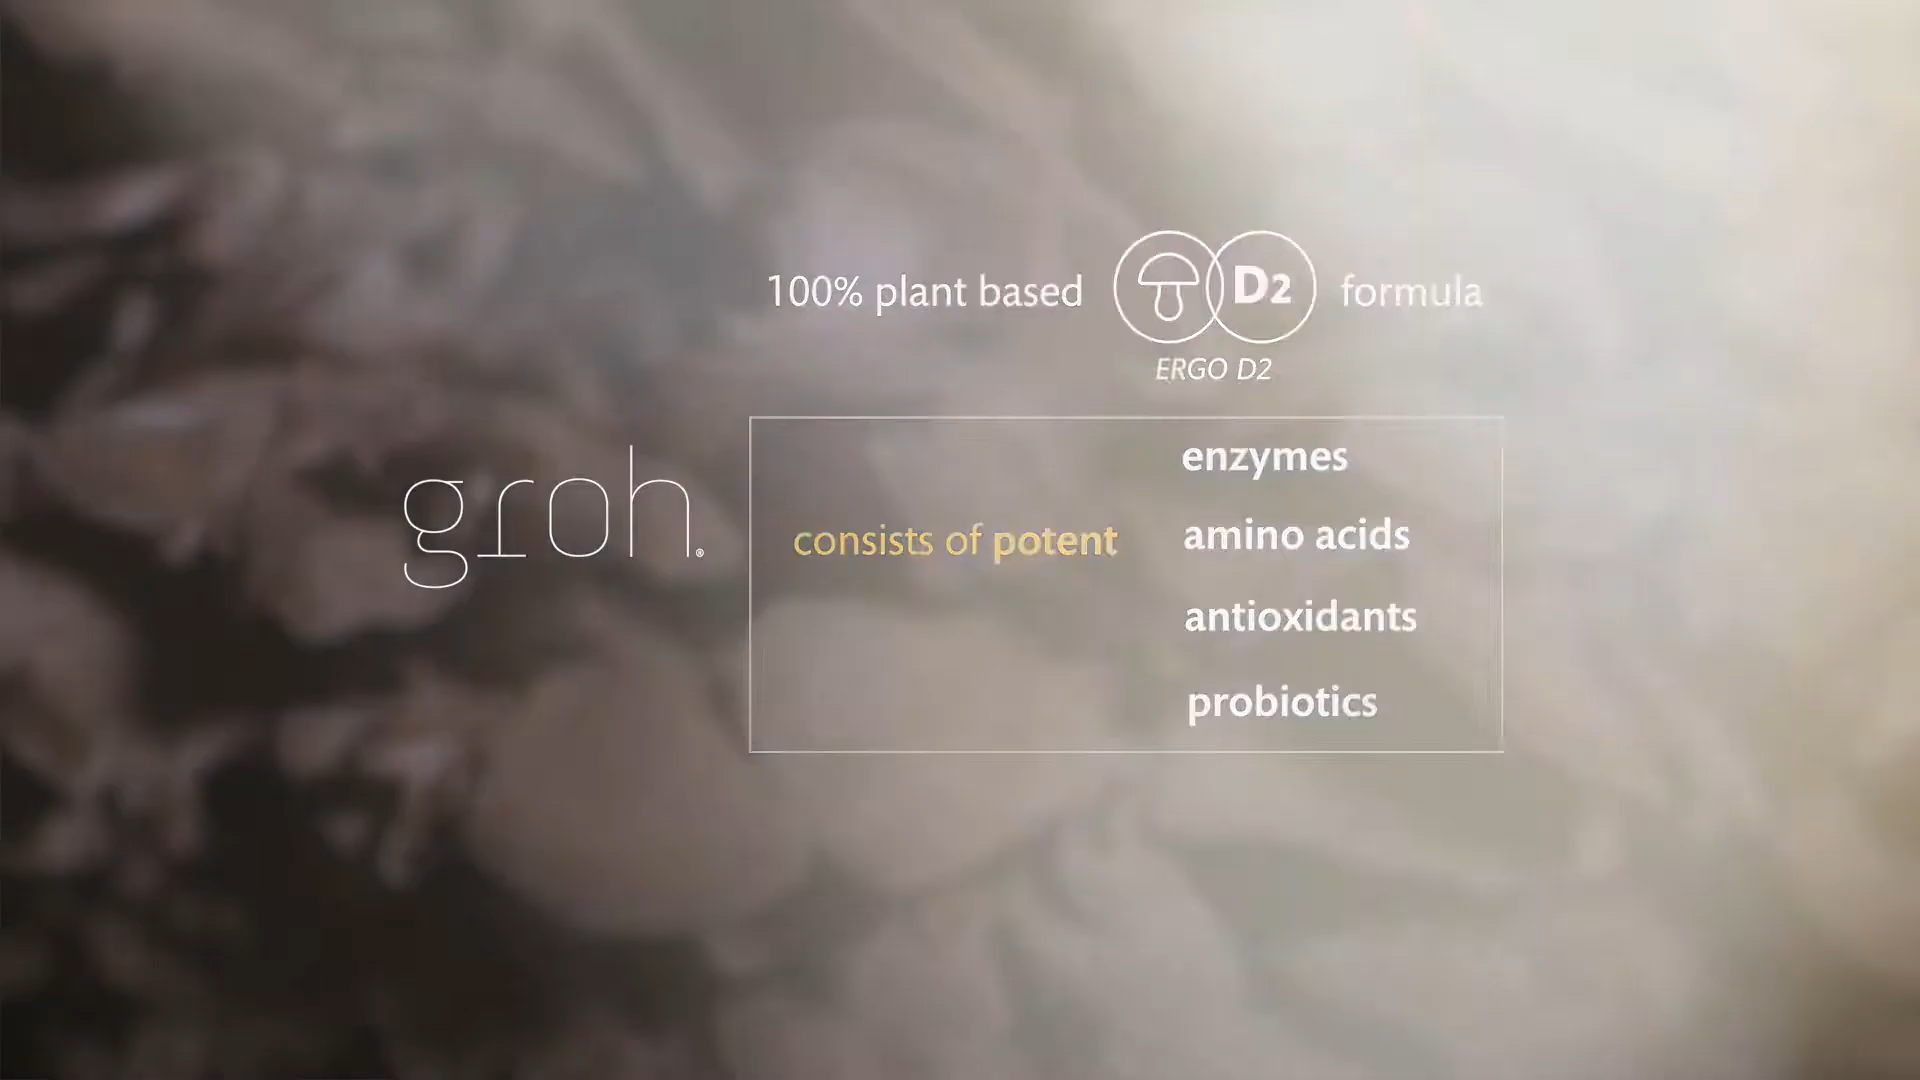 100% plant based D2 formula
ERGO D2
groh®
consists of potent
enzymes
amino acids
antioxidants
probiotics